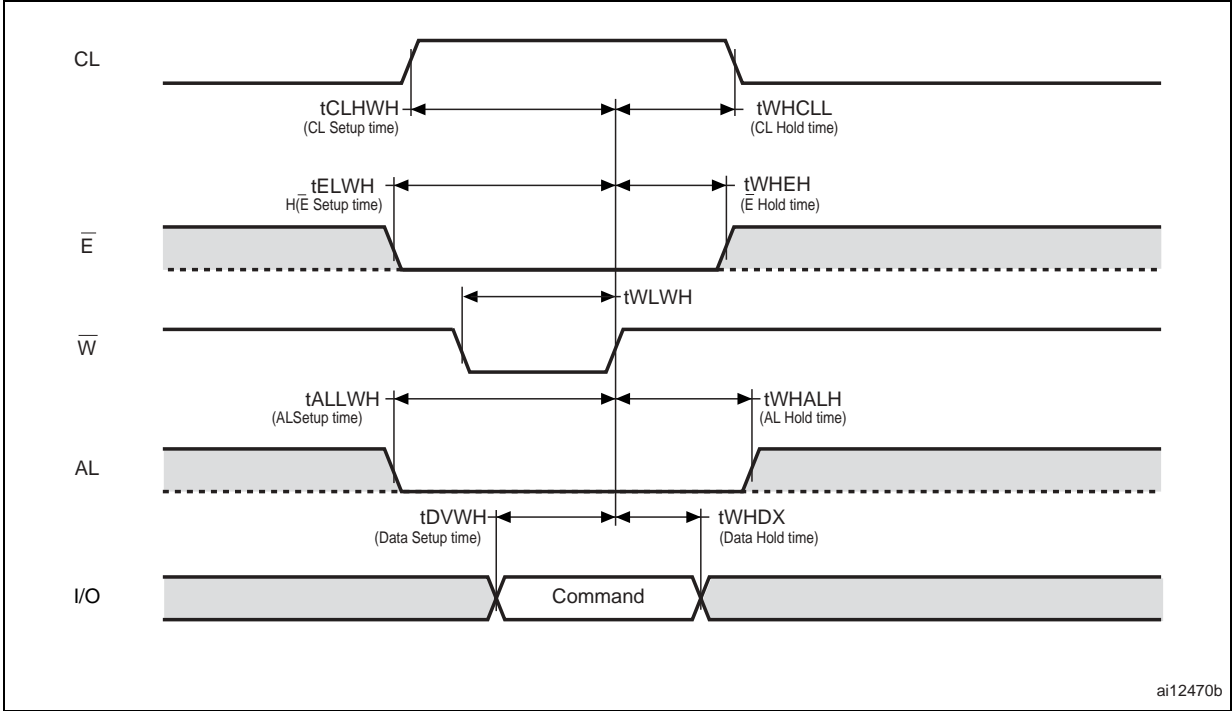 CL
tCLHWH
(CL Setup time)
tWHCLL
(CL Hold time)
tELWH
H(E̅ Setup time)
tWHEH
(E̅ Hold time)
E̅
tWLWH
W̅
tALLWH
(ALSetup time)
tWHALH
(AL Hold time)
AL
tDVWH
(Data Setup time)
tWHDX
(Data Hold time)
I/O
Command
ai12470b